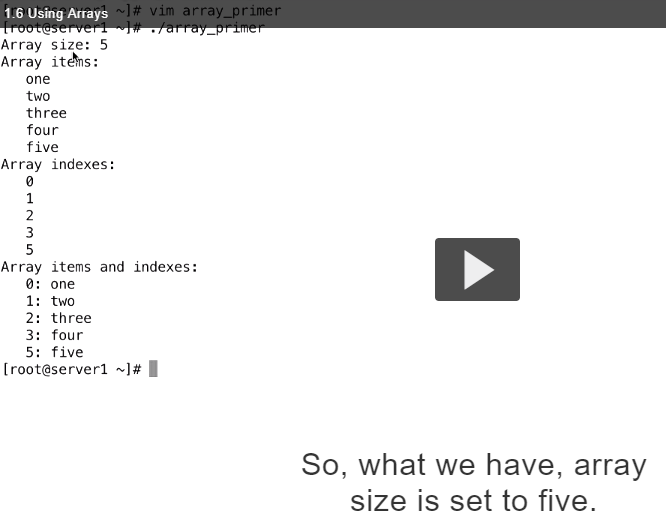 [root@server1 ~]# vim array_primer
1.6 Using Arrays
[root@server1 ~]# ./array_primer
Array size: 5
Array items:
one
two
three
four
five
Array indexes:
0
1
2
3
5
Array items and indexes:
0: one
1: two
2: three
3: four
5: five
[root@server1 ~]#
So, what we have, array
size is set to five.